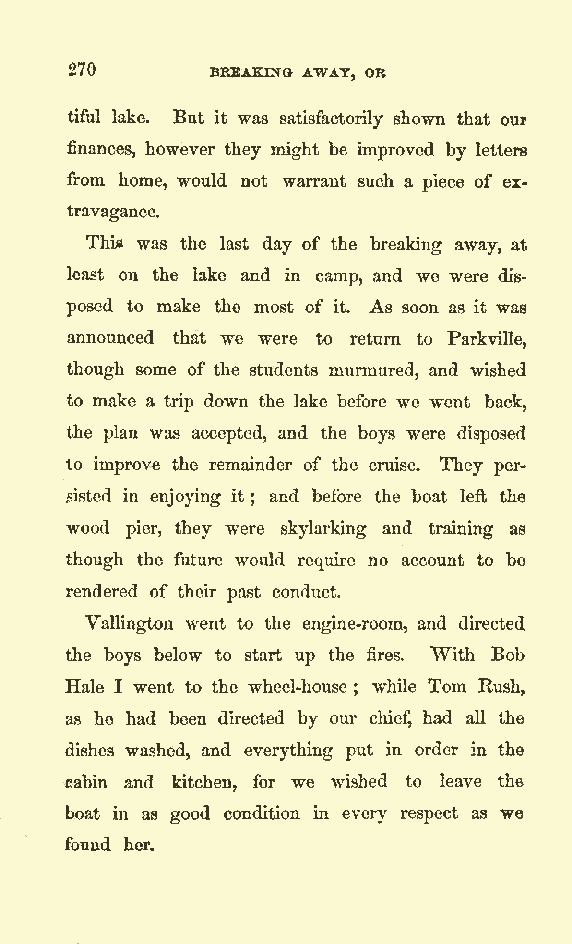 270 BREAKING AWAY, OR
tiful lake. But it was satisfactorily shown that our
finances, however they might be improved by letters
from home, would not warrant such a piece of ex-
travagance.
This was the last day of the breaking away, at
least on the lake and in camp, and we were dis-
posed to make the most of it. As soon as it was
announced that we were to return to Parkville,
though some of the students murmured, and wished
to make a trip down the lake before we went back,
the plan was accepted, and the boys were disposed
to improve the remainder of the cruise. They per-
sisted in enjoying it; and before the boat left the
wood pier, they were skylarking and training as
though the future would require no account to be
rendered of their past conduct.
Vallington went to the engine-room, and directed
the boys below to start up the fires. With Bob
Hale I went to the wheel-house; while Tom Rush,
as he had been directed by our chief, had all the
dishes washed, and everything put in order in the
cabin and kitchen, for we wished to leave the
boat in as good condition in every respect as we
found her.